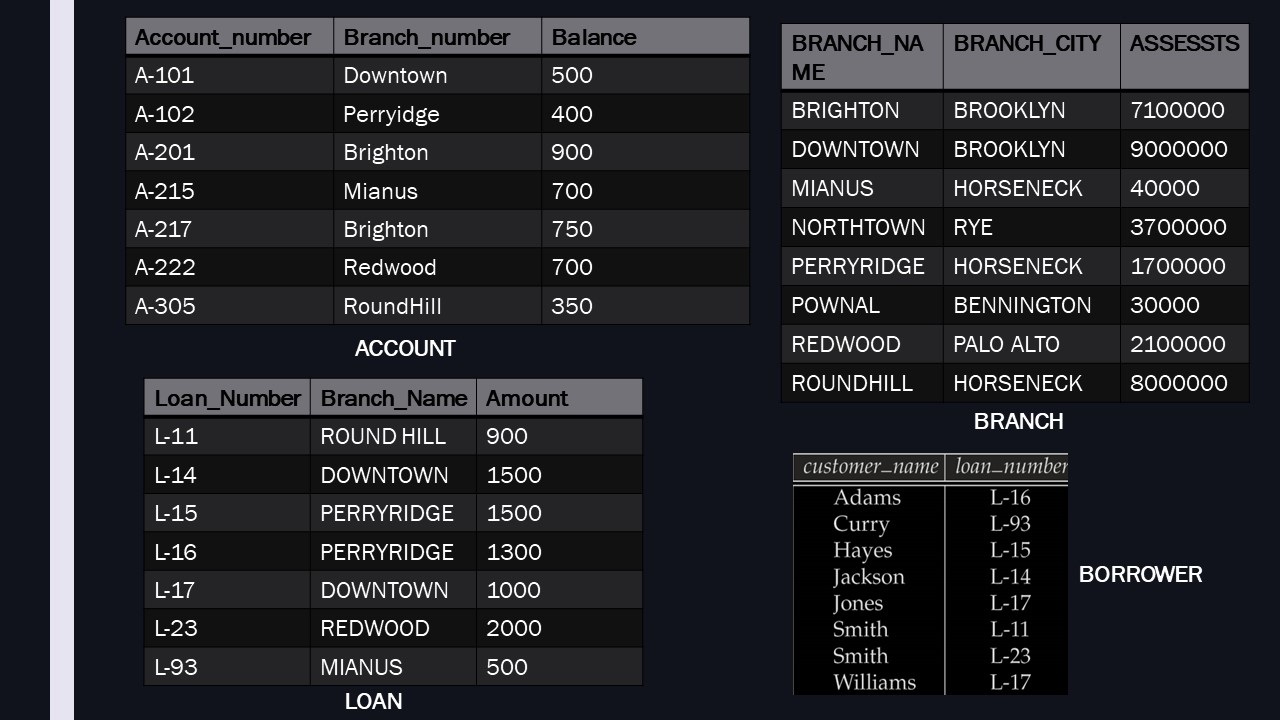 Account_number Branch_number Balance
A-101 Downtown 500
A-102 Perryidge 400
A-201 Brighton 900
A-215 Mianus 700
A-217 Brighton 750
A-222 Redwood 700
A-305 RoundHill 350
ACCOUNT
Loan_Number Branch_Name Amount
L-11 ROUND HILL 900
L-14 DOWNTOWN 1500
L-15 PERRYRIDGE 1500
L-16 PERRYRIDGE 1300
L-17 DOWNTOWN 1000
L-23 REDWOOD 2000
L-93 MIANUS 500
LOAN
BRANCH_NA BRANCH_CITY ASSESSTS
ME
BRIGHTON BROOKLYN 7100000
DOWNTOWN BROOKLYN 9000000
MIANUS HORSENECK 40000
NORTHTOWN RYE 3700000
PERRYRIDGE HORSENECK 1700000
POWNAL BENNINGTON 30000
REDWOOD PALO ALTO 2100000
ROUNDHILL HORSENECK 8000000
BRANCH
customer_name loan_number
Adams L-16
Curry L-93
Hayes L-15
Jackson L-14
Jones L-17
Smith L-11
Smith L-23
Williams L-17
BORROWER